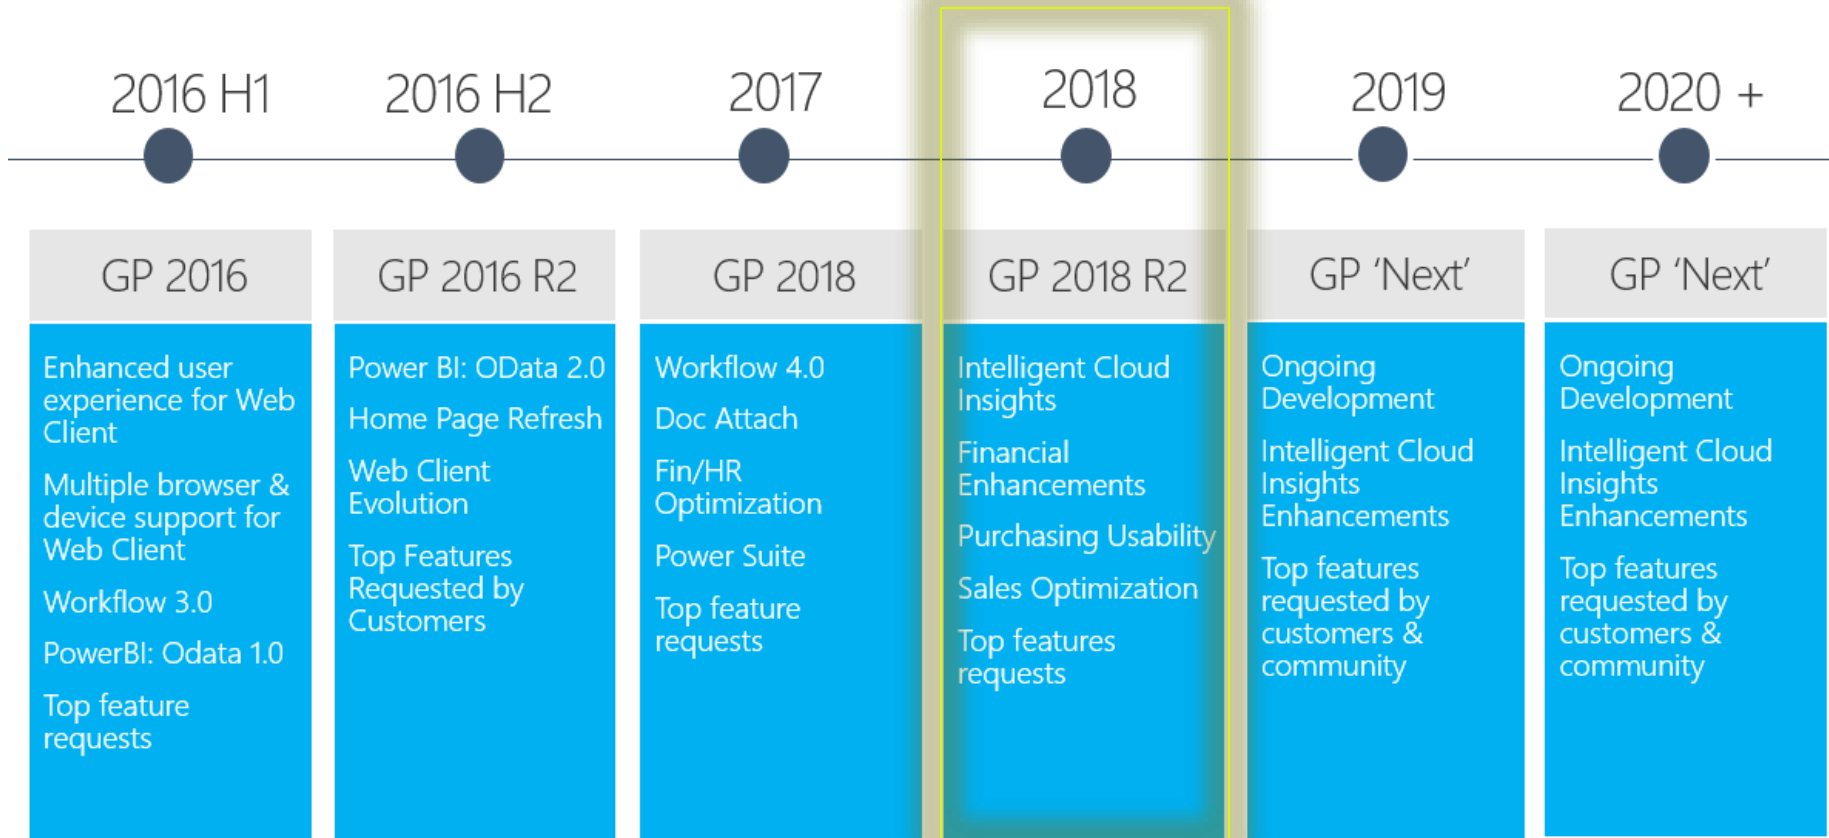 2016 H1
2016 H2
2017
2018
2019
2020 +
GP 2016
GP 2016 R2
GP 2018
GP 2018 R2
GP ‘Next’
GP ‘Next’
Enhanced user
experience for Web
Client
Multiple browser &
device support for
Web Client
Workflow 3.0
PowerBI: Odata 1.0
Top feature
requests
Power BI: OData 2.0
Home Page Refresh
Web Client
Evolution
Top Features
Requested by
Customers
Workflow 4.0
Doc Attach
Fin/HR
Optimization
Power Suite
Top feature
requests
Intelligent Cloud
Insights
Financial
Enhancements
Purchasing Usability
Sales Optimization
Top features
requests
Ongoing
Development
Intelligent Cloud
Insights
Enhancements
Top features
requested by
customers &
community
Ongoing
Development
Intelligent Cloud
Insights
Enhancements
Top features
requested by
customers &
community